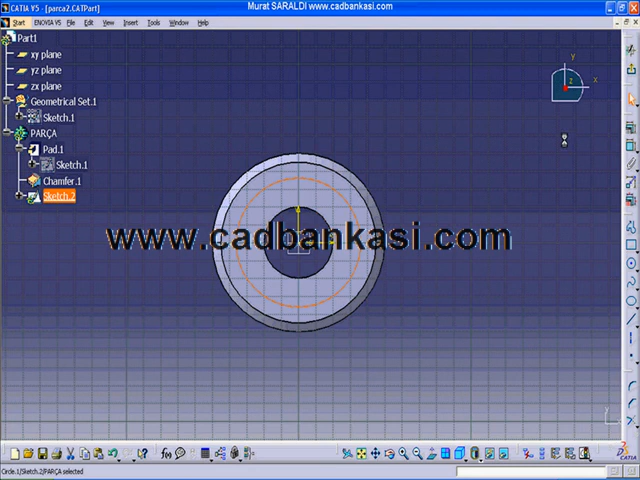 Murat SARALDI www.cadbankasi.com
CATIA V5 - [parca2.CATPart]
Start ENOVIA V5 File Edit View Insert Tools Window Help
Part1
xy plane
yz plane
zx plane
Geometrical Set.1
Sketch.1
PARÇA
Pad.1
Sketch.1
Chamfer.1
Sketch.2
y
x
z
www.cadbankasi.com
f(x)
CATIA
Circle.1/Sketch.2/PARÇA selected